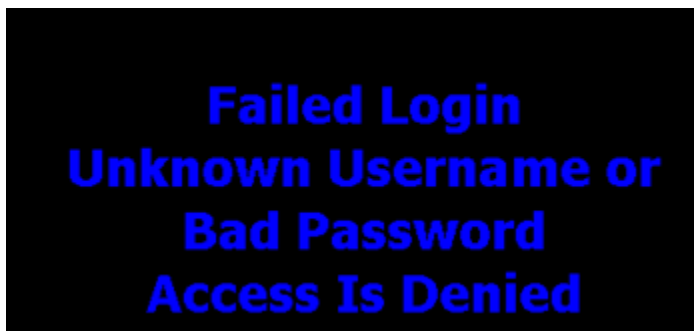 Failed Login
Unknown Username or
Bad Password
Access Is Denied